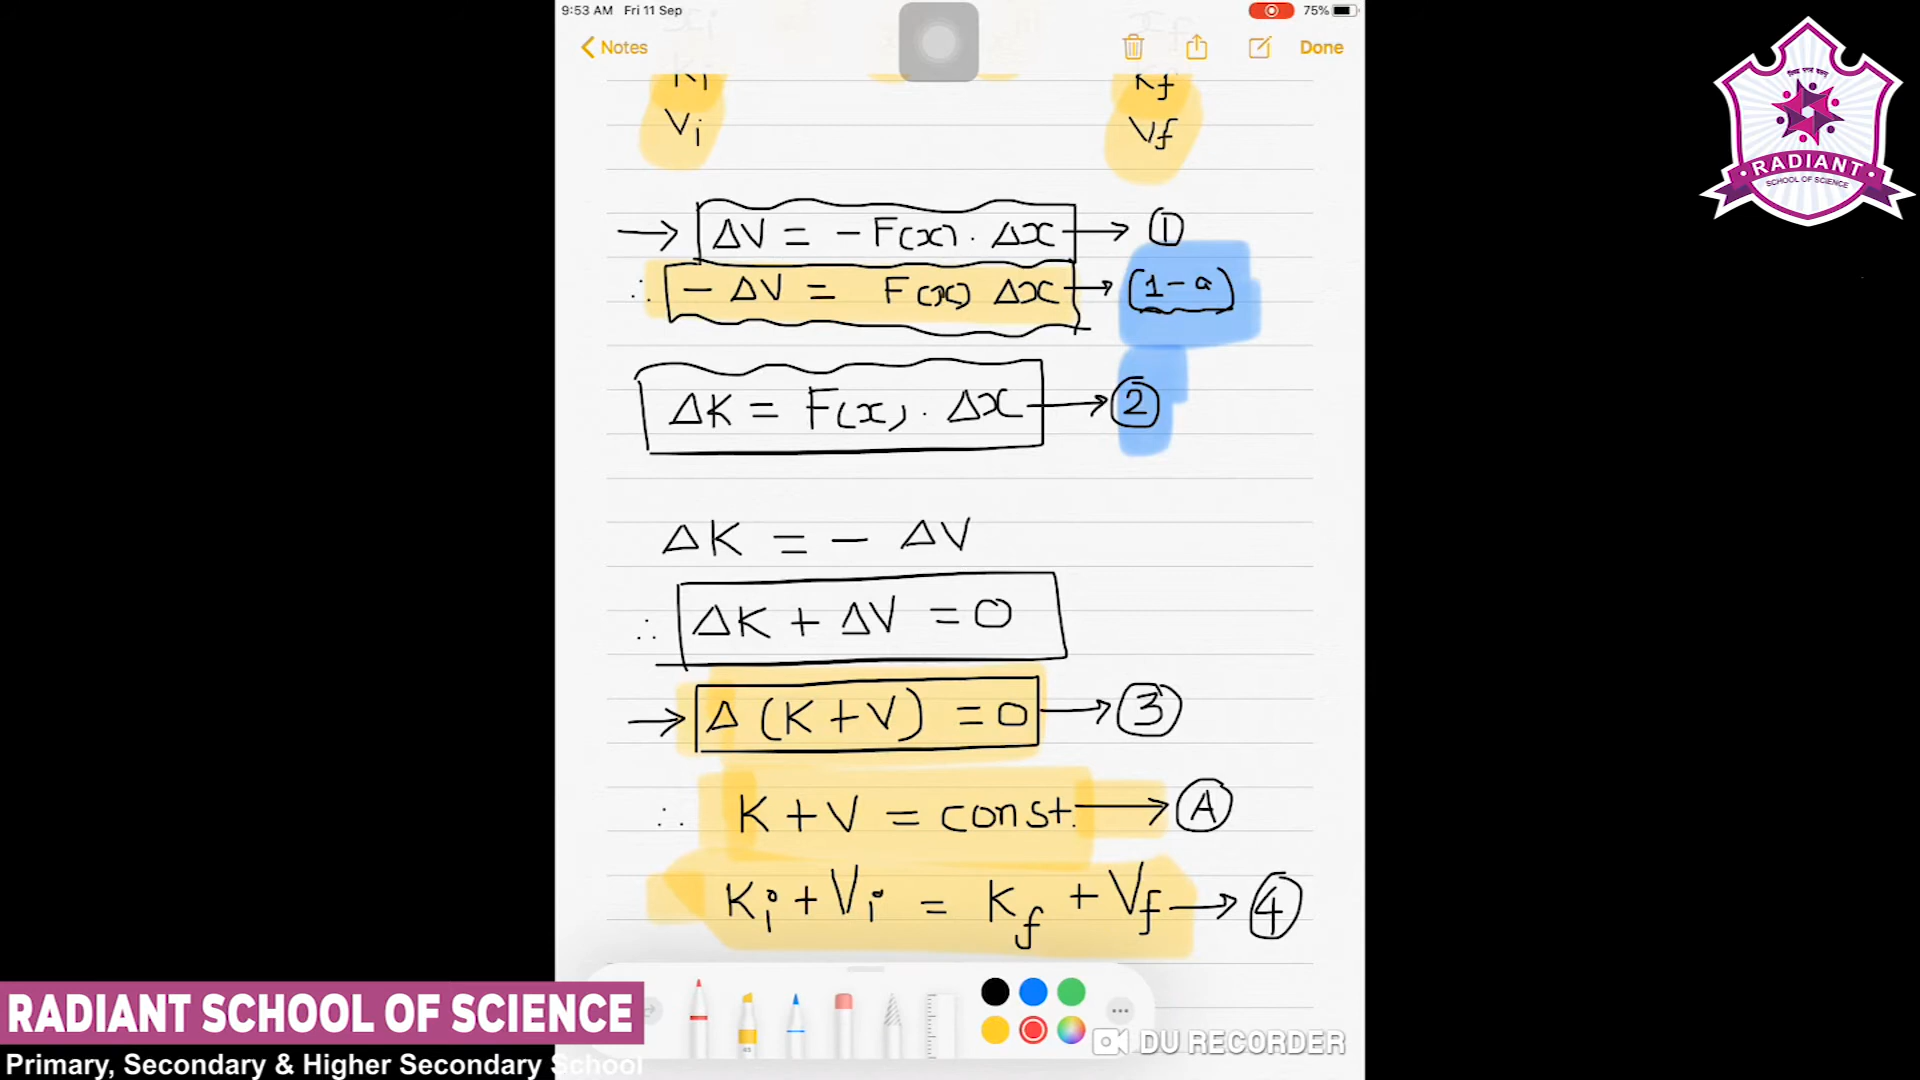 9:53 AM Fri 11 Sep 75%
Notes Done
Ki Kf
Vi Vf
→ ΔV = - F(x) . Δx → ①
∴ - ΔV = F(x) Δx → (1-a)
ΔK = F(x) . Δx → ②
ΔK = - ΔV
∴ ΔK + ΔV = 0
→ Δ (K + V) = 0 → ③
∴ K + V = const. → Ⓐ
Ki + Vi = Kf + Vf → ④
RADIANT
SCHOOL OF SCIENCE
RADIANT SCHOOL OF SCIENCE
Primary, Secondary & Higher Secondary School
DU RECORDER